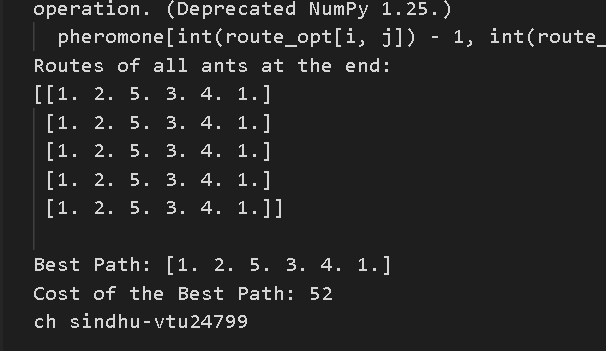 operation. (Deprecated NumPy 1.25.)
pheromone[int(route_opt[i, j]) - 1, int(route_
Routes of all ants at the end:
[[1. 2. 5. 3. 4. 1.]
[1. 2. 5. 3. 4. 1.]
[1. 2. 5. 3. 4. 1.]
[1. 2. 5. 3. 4. 1.]
[1. 2. 5. 3. 4. 1.]]
Best Path: [1. 2. 5. 3. 4. 1.]
Cost of the Best Path: 52
ch sindhu-vtu24799